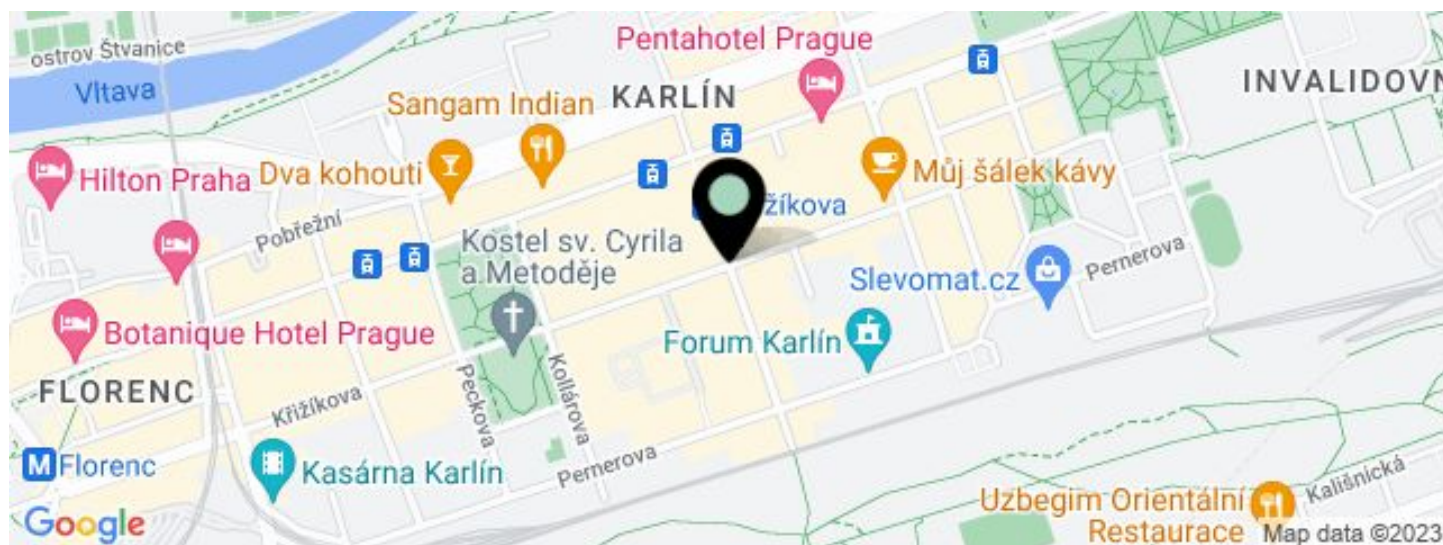 ostrov Štvanice
Vltava
Pentahotel Prague
KARLÍN
Sangam Indian
Dva kohouti
Hilton Praha
Pobřežní
Kostel sv. Cyrila
a Metoděje
žíkova
Můj šálek kávy
INVALIDOVN
Slevomat.cz
Pernerova
Botanique Hotel Prague
Forum Karlín
FLORENC
Křižíkova
Peckova
Kollárova
M Florenc
Kasárna Karlín
Pernerova
Uzbegim Orientální
Restaurace
Kališnická
Google
Map data ©2023